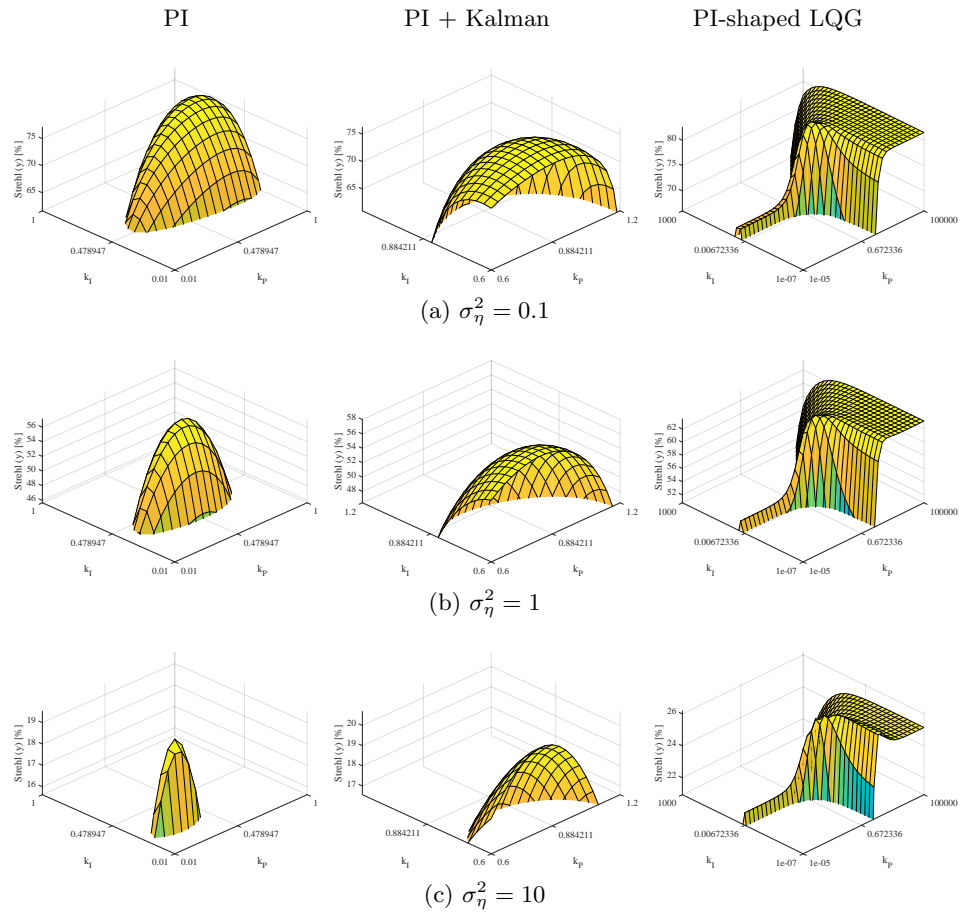 PI PI + Kalman PI-shaped LQG
Strehl (y) [%]
75
70
65
1
0.478947
0.01
k_I
0.01
0.478947
1
k_P
Strehl (y) [%]
75
70
65
0.884211
0.6
k_I
0.6
0.884211
1.2
k_P
Strehl (y) [%]
80
75
70
1000
0.00672336
1e-07
k_I
1e-05
0.672336
100000
k_P
(a) σ_η^2 = 0.1
Strehl (y) [%]
56
54
52
50
48
46
1
0.478947
0.01
k_I
0.01
0.478947
1
k_P
Strehl (y) [%]
58
56
54
52
50
48
1.2
0.884211
0.6
k_I
0.6
0.884211
1.2
k_P
Strehl (y) [%]
62
60
58
56
54
52
1000
0.00672336
1e-07
k_I
1e-05
0.672336
100000
k_P
(b) σ_η^2 = 1
Strehl (y) [%]
19
18
17
16
1
0.478947
0.01
k_I
0.01
0.478947
1
k_P
Strehl (y) [%]
20
19
18
17
0.884211
0.6
k_I
0.6
0.884211
1.2
k_P
Strehl (y) [%]
26
24
22
1000
0.00672336
1e-07
k_I
1e-05
0.672336
100000
k_P
(c) σ_η^2 = 10